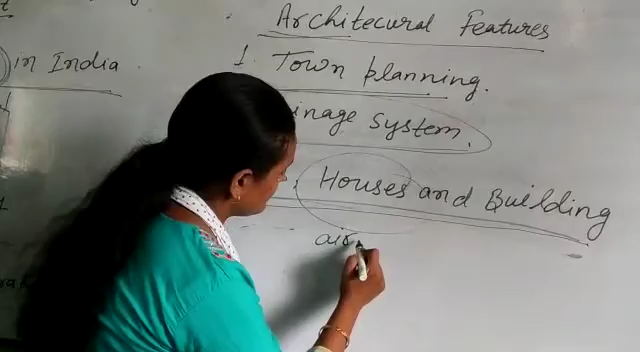 Architecural Features
in India
1. Town planning.
inage System.
Houses and Building
air